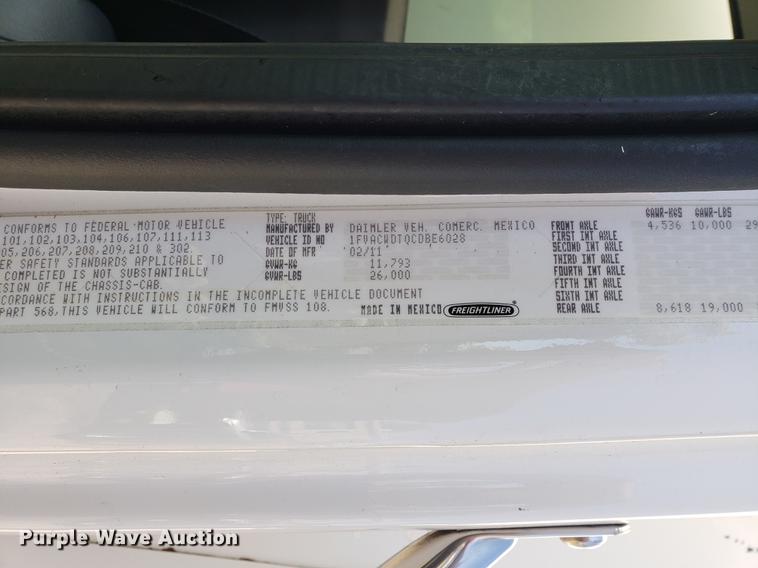 CONFORMS TO FEDERAL MOTOR VEHICLE
101,102,103,104,106,107,111,113
05,206,207,208,209,210 & 302.
ER SAFETY STANDARDS APPLICABLE TO
COMPLETED IS NOT SUBSTANTIALLY
ESIGN OF THE CHASSIS-CAB.
CCORDANCE WITH INSTRUCTIONS IN THE INCOMPLETE VEHICLE DOCUMENT
PART 568, THIS VEHICLE WILL CONFORM TO FMVSS 108.
TYPE: TRUCK
MANUFACTURED BY DAIMLER VEH. COMERC. MEXICO
VEHICLE ID NO 1FVACWDT0CDBE6028
DATE OF MFR 02/11
GVWR-KG 11,793
GVWR-LBS 26,000
MADE IN MEXICO FREIGHTLINER
GAWR-KGS GAWR-LBS
FRONT AXLE 4,536 10,000 29
FIRST INT AXLE
SECOND INT AXLE
THIRD INT AXLE
FOURTH INT AXLE
FIFTH INT AXLE
SIXTH INT AXLE
REAR AXLE 8,618 19,000
Purple Wave Auction